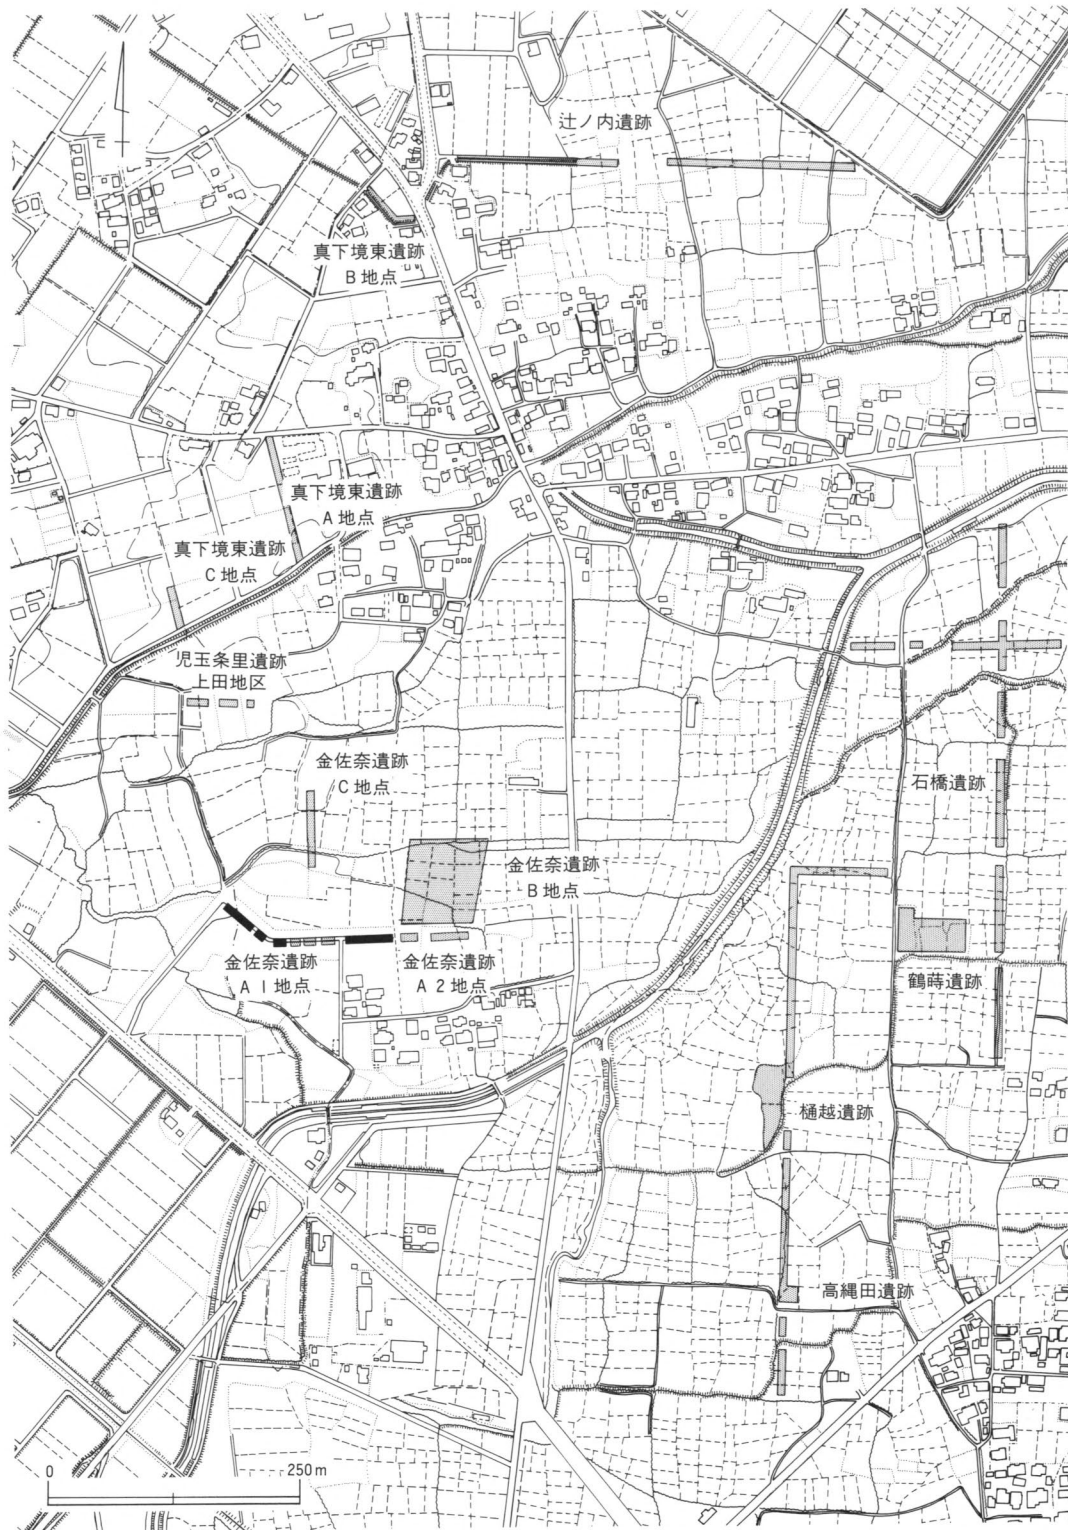 辻ノ内遺跡
真下境東遺跡
B地点
真下境東遺跡
A地点
真下境東遺跡
C地点
児玉条里遺跡
上田地区
金佐奈遺跡
C地点
石橋遺跡
金佐奈遺跡
B地点
金佐奈遺跡
A1地点
金佐奈遺跡
A2地点
鶴蒔遺跡
樋越遺跡
高縄田遺跡
0 250m